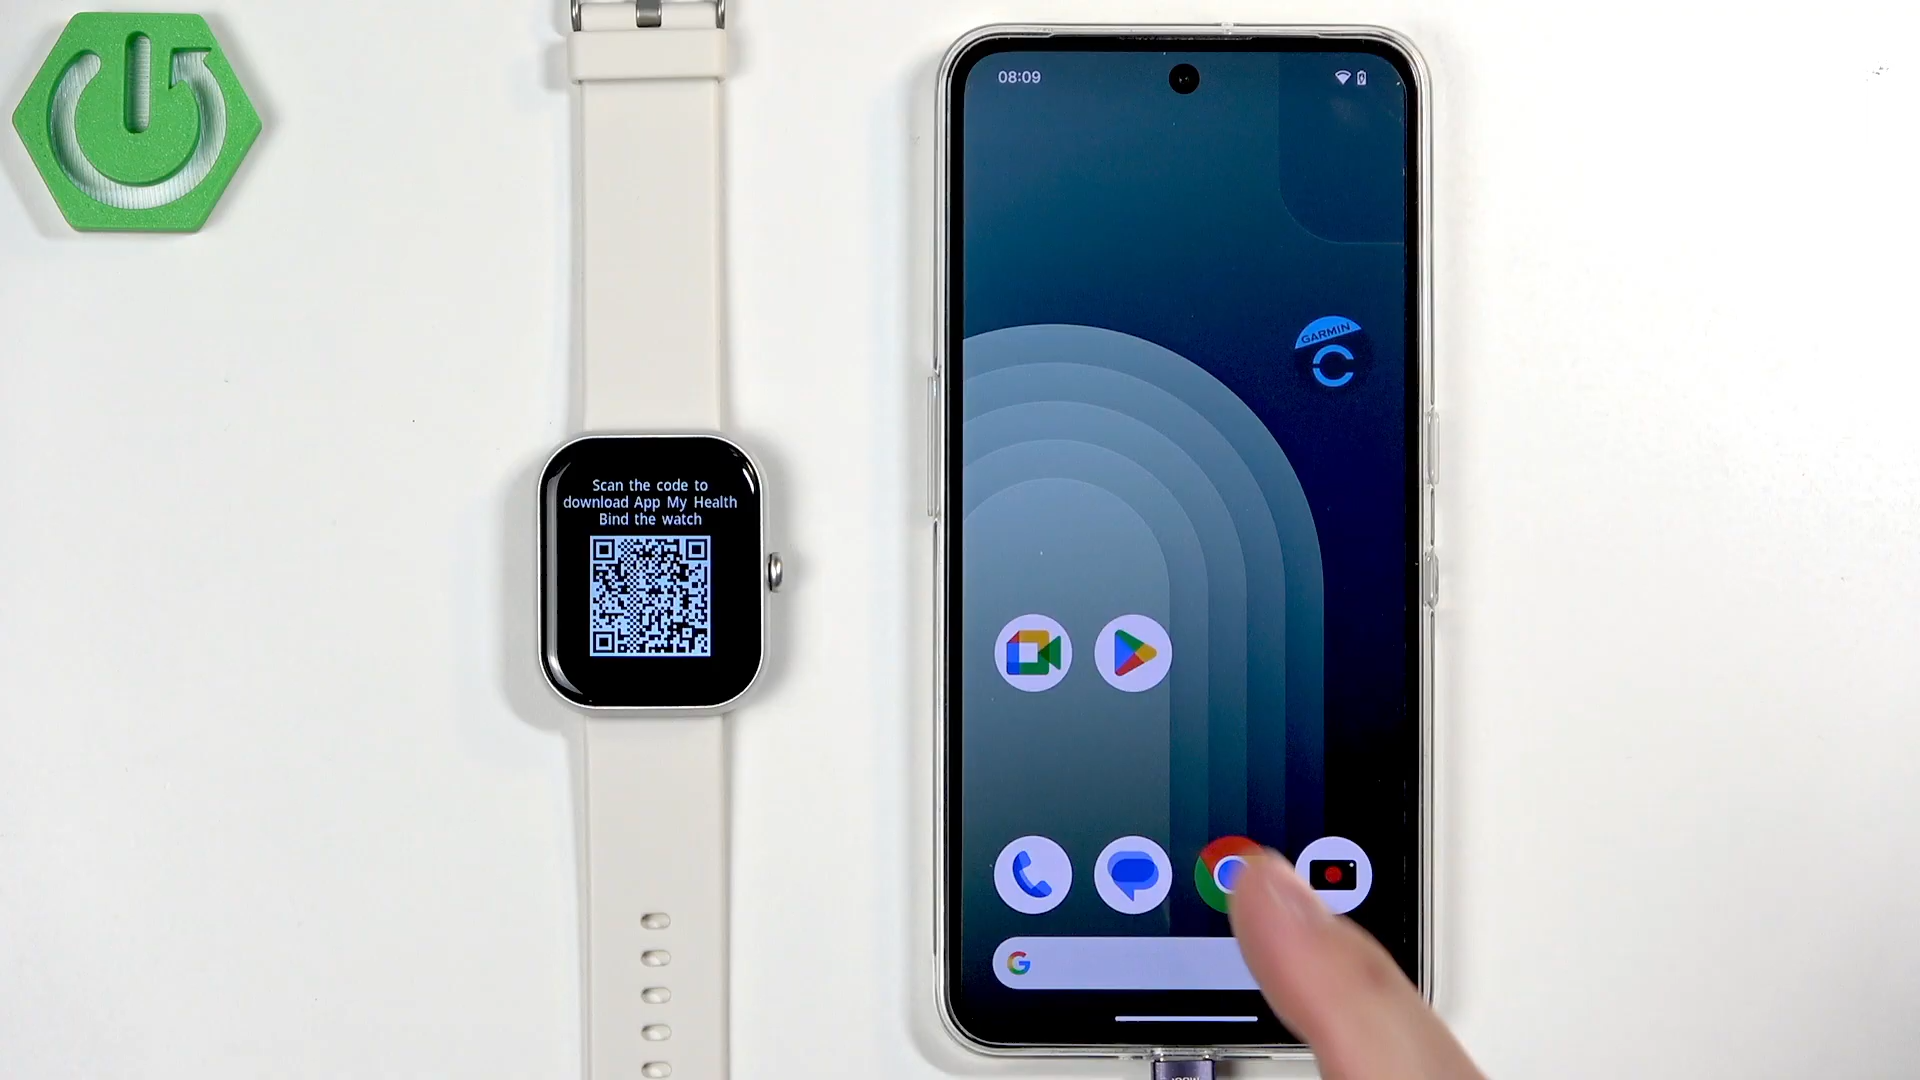 08:09
GARMIN
Scan the code to
download App My Health
Bind the watch